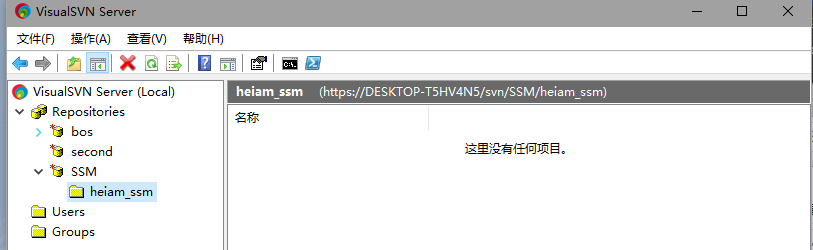 VisualSVN Server
文件(F) 操作(A) 查看(V) 帮助(H)
VisualSVN Server (Local)
Repositories
bos
second
SSM
heiam_ssm
Users
Groups
heiam_ssm (https://DESKTOP-T5HV4N5/svn/SSM/heiam_ssm)
名称
这里没有任何项目。